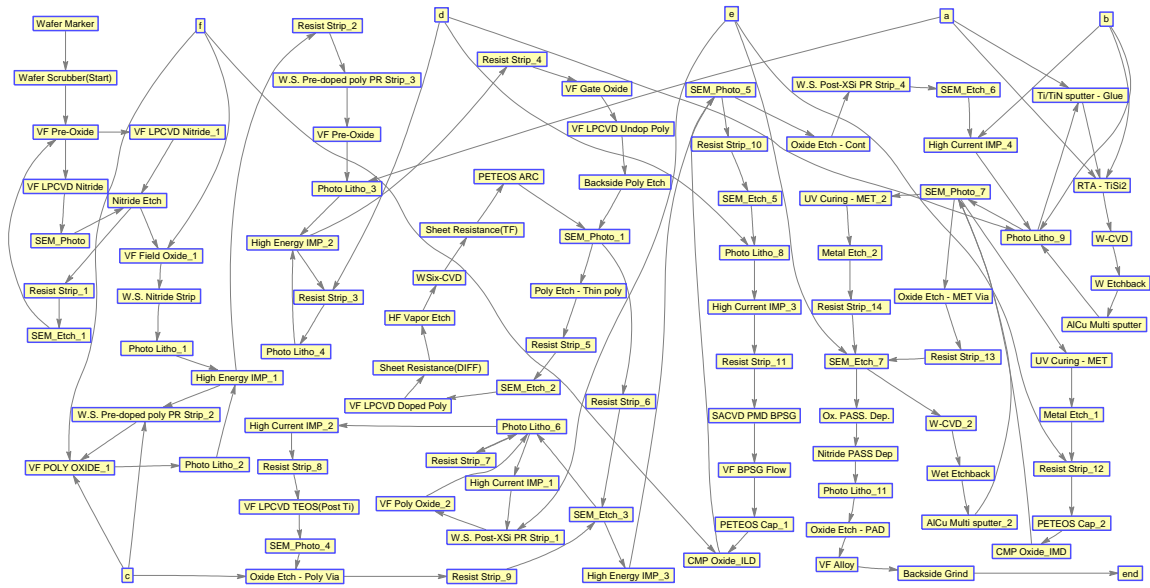 Wafer Marker
f
Resist Strip_2
d
e
a
b
Wafer Scrubber(Start)
W.S. Pre-doped poly PR Strip_3
Resist Strip_4
VF Gate Oxide
SEM_Photo_5
W.S. Post-XSi PR Strip_4
SEM_Etch_6
Ti/TiN sputter - Glue
VF Pre-Oxide
VF LPCVD Nitride_1
VF Pre-Oxide
VF LPCVD Undop Poly
Resist Strip_10
Oxide Etch - Cont
High Current IMP_4
VF LPCVD Nitride
Nitride Etch
Photo Litho_3
PETEOS ARC
Backside Poly Etch
SEM_Etch_5
UV Curing - MET_2
SEM_Photo_7
RTA - TiSi2
SEM_Photo
VF Field Oxide_1
High Energy IMP_2
Sheet Resistance(TF)
SEM_Photo_1
Photo Litho_8
Metal Etch_2
Photo Litho_9
W-CVD
Resist Strip_1
W.S. Nitride Strip
Resist Strip_3
WSix-CVD
Poly Etch - Thin poly
High Current IMP_3
Resist Strip_14
Oxide Etch - MET Via
W Etchback
SEM_Etch_1
Photo Litho_1
Photo Litho_4
HF Vapor Etch
Resist Strip_5
Resist Strip_11
SEM_Etch_7
Resist Strip_13
AlCu Multi sputter
UV Curing - MET
High Energy IMP_1
Sheet Resistance(DIFF)
SEM_Etch_2
W.S. Pre-doped poly PR Strip_2
VF LPCVD Doped Poly
Resist Strip_6
SACVD PMD BPSG
Ox. PASS. Dep.
W-CVD_2
Metal Etch_1
High Current IMP_2
Photo Litho_6
VF POLY OXIDE_1
Photo Litho_2
Resist Strip_8
Resist Strip_7
VF BPSG Flow
Nitride PASS Dep
Wet Etchback
Resist Strip_12
High Current IMP_1
Photo Litho_11
VF LPCVD TEOS(Post Ti)
VF Poly Oxide_2
SEM_Etch_3
PETEOS Cap_1
Oxide Etch - PAD
AlCu Multi sputter_2
PETEOS Cap_2
SEM_Photo_4
W.S. Post-XSi PR Strip_1
CMP Oxide_ILD
VF Alloy
CMP Oxide_IMD
c
Oxide Etch - Poly Via
Resist Strip_9
High Energy IMP_3
Backside Grind
end